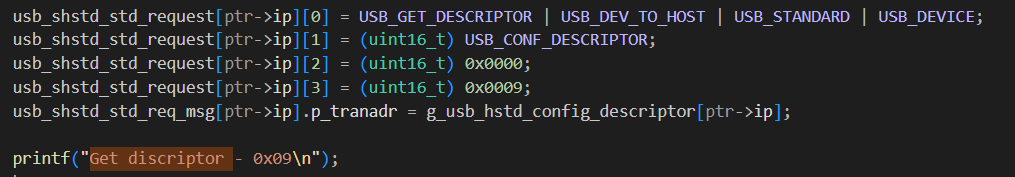 usb_shstd_std_request[ptr->ip][0] = USB_GET_DESCRIPTOR | USB_DEV_TO_HOST | USB_STANDARD | USB_DEVICE;
usb_shstd_std_request[ptr->ip][1] = (uint16_t) USB_CONF_DESCRIPTOR;
usb_shstd_std_request[ptr->ip][2] = (uint16_t) 0x0000;
usb_shstd_std_request[ptr->ip][3] = (uint16_t) 0x0009;
usb_shstd_std_req_msg[ptr->ip].p_tranadr = g_usb_hstd_config_descriptor[ptr->ip];
printf("Get discriptor - 0x09\n");